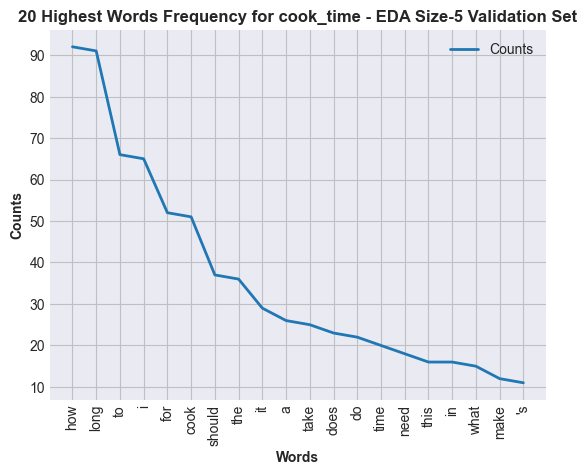 20 Highest Words Frequency for cook_time - EDA Size-5 Validation Set
Counts
90
80
70
60
50
40
30
20
10
Counts
how
long
to
i
for
cook
should
the
it
a
take
does
do
time
need
this
in
what
make
's
Words